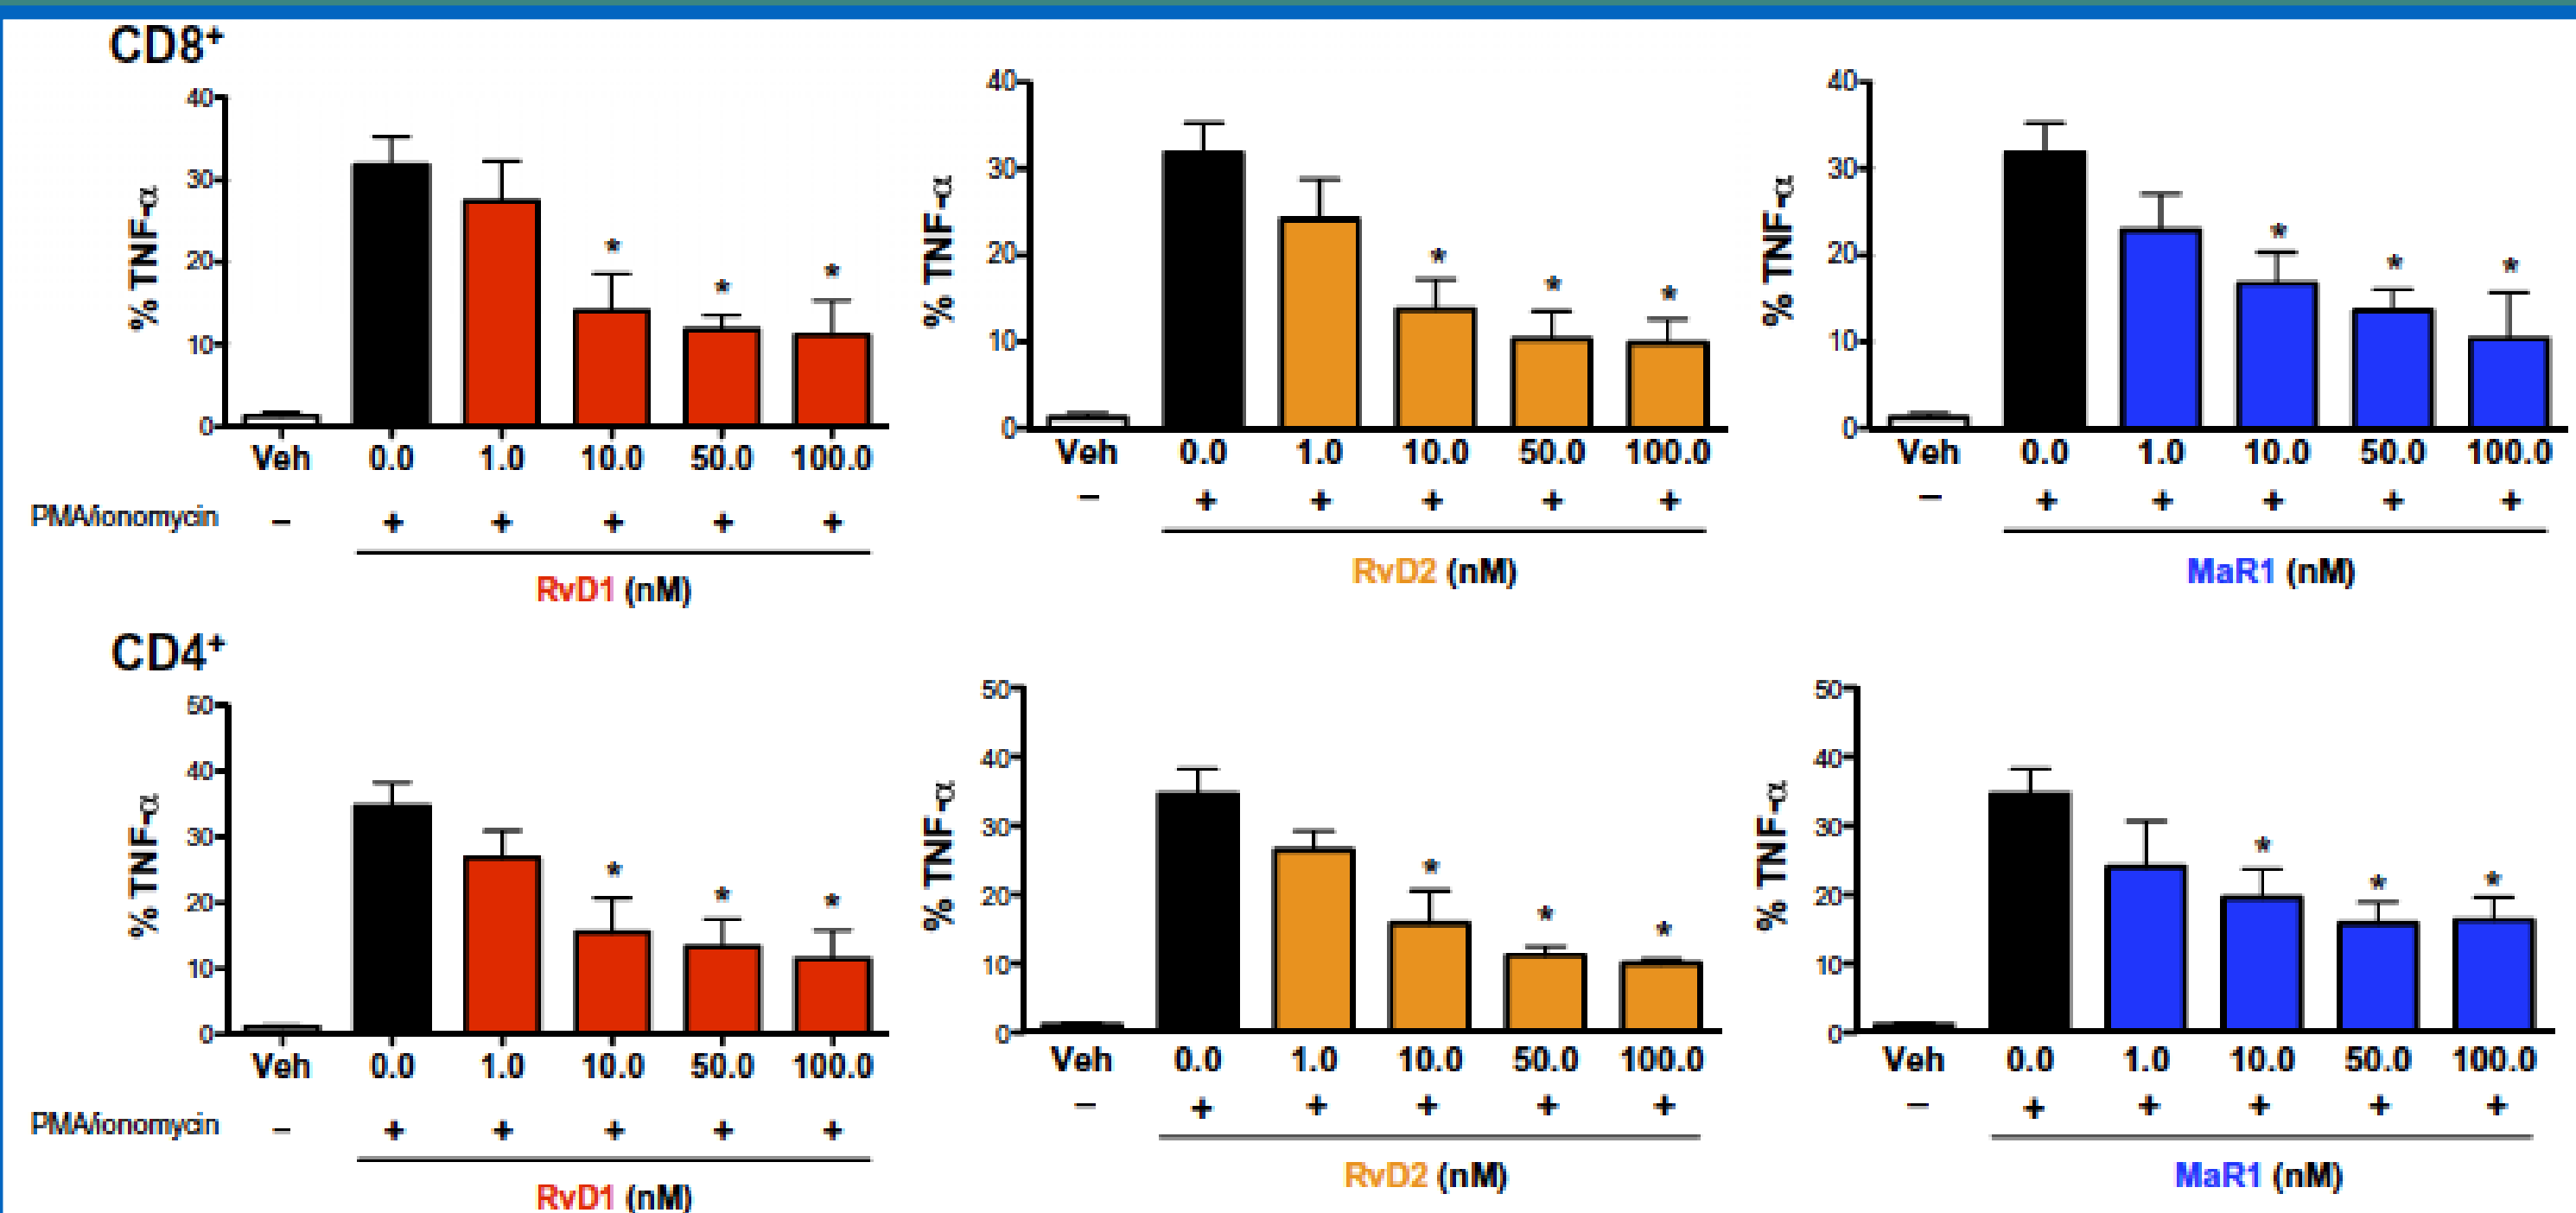 CD8⁺
% TNF-α
40
30
20
10
0
Veh 0.0 1.0 10.0 50.0 100.0
PMA/ionomycin – + + + + +
RvD1 (nM)
% TNF-α
40
30
20
10
0
Veh 0.0 1.0 10.0 50.0 100.0
– + + + + +
RvD2 (nM)
% TNF-α
40
30
20
10
0
Veh 0.0 1.0 10.0 50.0 100.0
– + + + + +
MaR1 (nM)
* * *
* * *
* * *
CD4⁺
% TNF-α
50
40
30
20
10
0
Veh 0.0 1.0 10.0 50.0 100.0
PMA/ionomycin – + + + + +
RvD1 (nM)
% TNF-α
50
40
30
20
10
0
Veh 0.0 1.0 10.0 50.0 100.0
– + + + + +
RvD2 (nM)
% TNF-α
50
40
30
20
10
0
Veh 0.0 1.0 10.0 50.0 100.0
– + + + + +
MaR1 (nM)
* * *
* * *
* * *